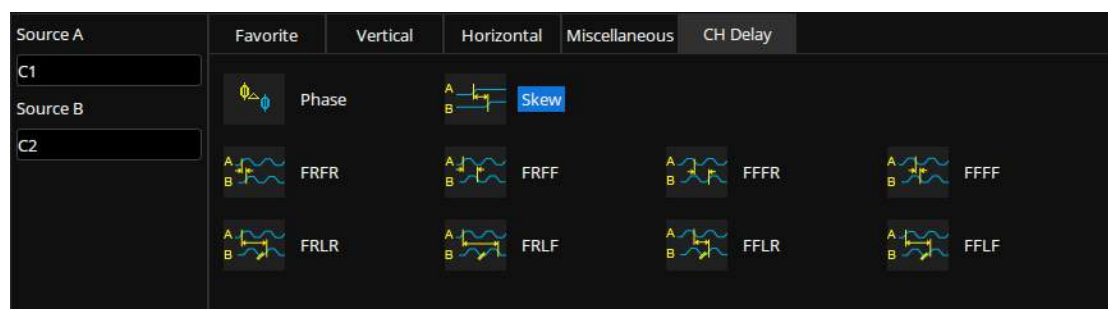 Source A
C1
Source B
C2
Favorite Vertical Horizontal Miscellaneous CH Delay
Φ Φ Phase A B Skew
A B FRFR A B FRFF A B FFFR A B FFFF
A B FRLR A B FRLF A B FFLR A B FFLF